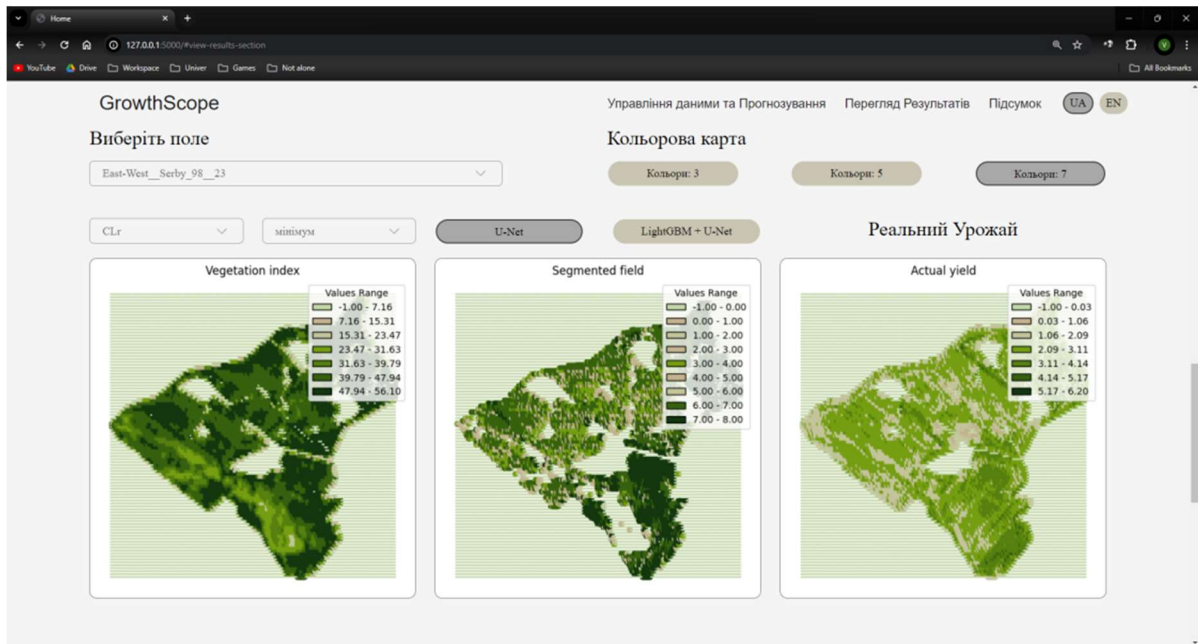 Home
127.0.0.1:5000/#view-results-section
YouTube Drive Workspace Univer Games Not alone All Bookmarks
GrowthScope
Управління даними та Прогнозування Перегляд Результатів Підсумок UA EN
Виберіть поле
Кольорова карта
East-West__Serby_98__23
Кольори: 3 Кольори: 5 Кольори: 7
CLr мінімум U-Net LightGBM + U-Net Реальний Урожай
Vegetation index
Values Range
-1.00 - 7.16
7.16 - 15.31
15.31 - 23.47
23.47 - 31.63
31.63 - 39.79
39.79 - 47.94
47.94 - 56.10
Segmented field
Values Range
-1.00 - 0.00
0.00 - 1.00
1.00 - 2.00
2.00 - 3.00
3.00 - 4.00
4.00 - 5.00
5.00 - 6.00
6.00 - 7.00
7.00 - 8.00
Actual yield
Values Range
-1.00 - 0.03
0.03 - 1.06
1.06 - 2.09
2.09 - 3.11
3.11 - 4.14
4.14 - 5.17
5.17 - 6.20